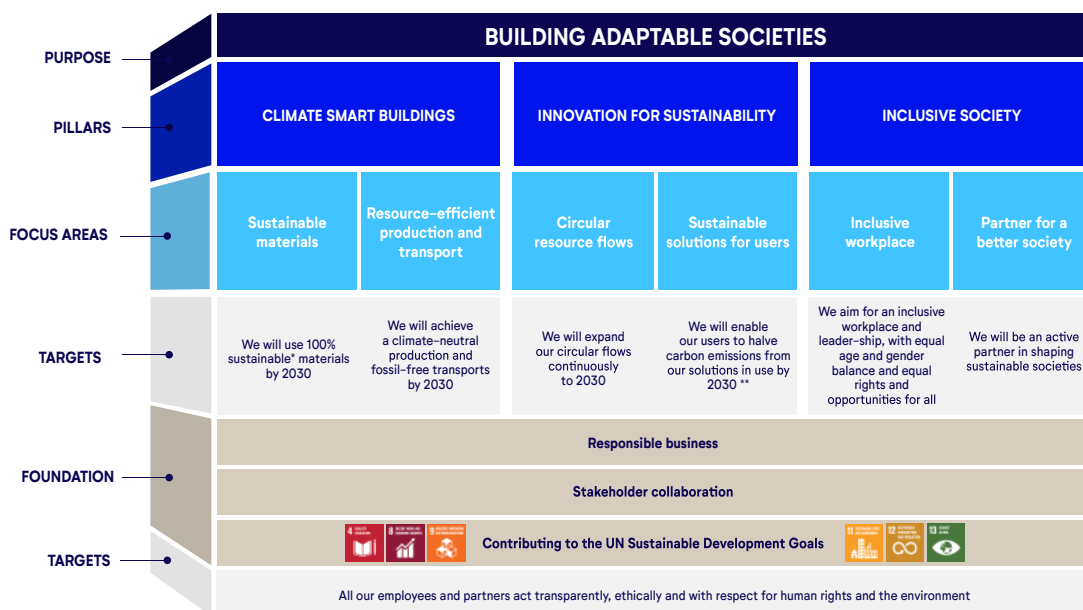 BUILDING ADAPTABLE SOCIETIES
PURPOSE
PILLARS
CLIMATE SMART BUILDINGS
INNOVATION FOR SUSTAINABILITY
INCLUSIVE SOCIETY
FOCUS AREAS
Sustainable
materials
Resource-efficient
production and
transport
Circular
resource flows
Sustainable
solutions for users
Inclusive
workplace
Partner for a
better society
TARGETS
We will use 100%
sustainable* materials
by 2030
We will achieve
a climate-neutral
production and
fossil-free transports
by 2030
We will expand
our circular flows
continuously
to 2030
We will enable
our users to halve
carbon emissions from
our solutions in use by
2030 **
We aim for an inclusive
workplace and
leader-ship, with equal
age and gender
balance and equal
rights and
opportunities for all
We will be an active
partner in shaping
sustainable societies
FOUNDATION
Responsible business
Stakeholder collaboration
4
8
9
Contributing to the UN Sustainable Development Goals
11
12
13
TARGETS
All our employees and partners act transparently, ethically and with respect for human rights and the environment